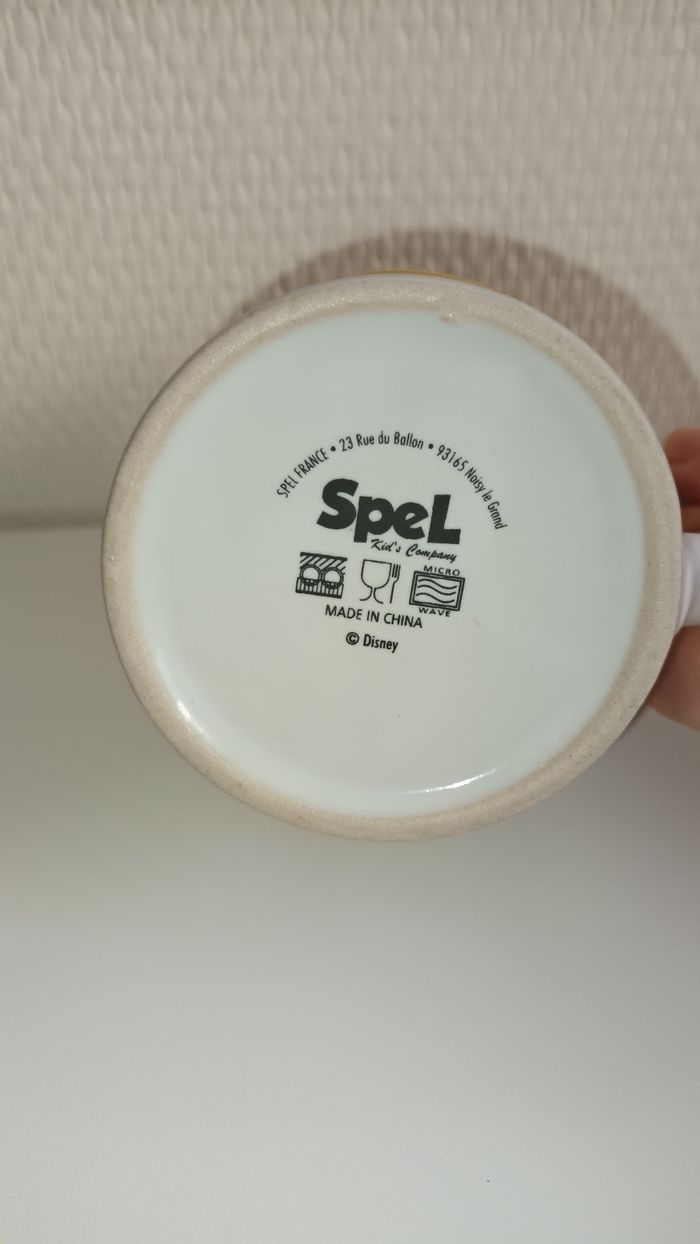 SPEL FRANCE • 23 Rue du Ballon • 93165 Noisy le Grand
SpeL
Kid's Company
MICRO
WAVE
MADE IN CHINA
© Disney